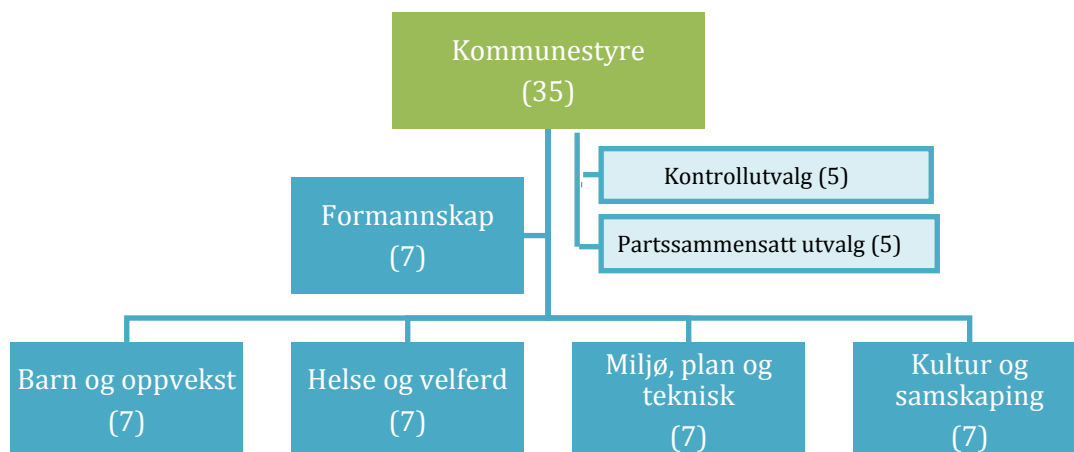 Kommunestyre
(35)
Kontrollutvalg (5)
Formannskap
(7)
Partssammensatt utvalg (5)
Barn og oppvekst
(7)
Helse og velferd
(7)
Miljø, plan og
teknisk
(7)
Kultur og
samskaping
(7)